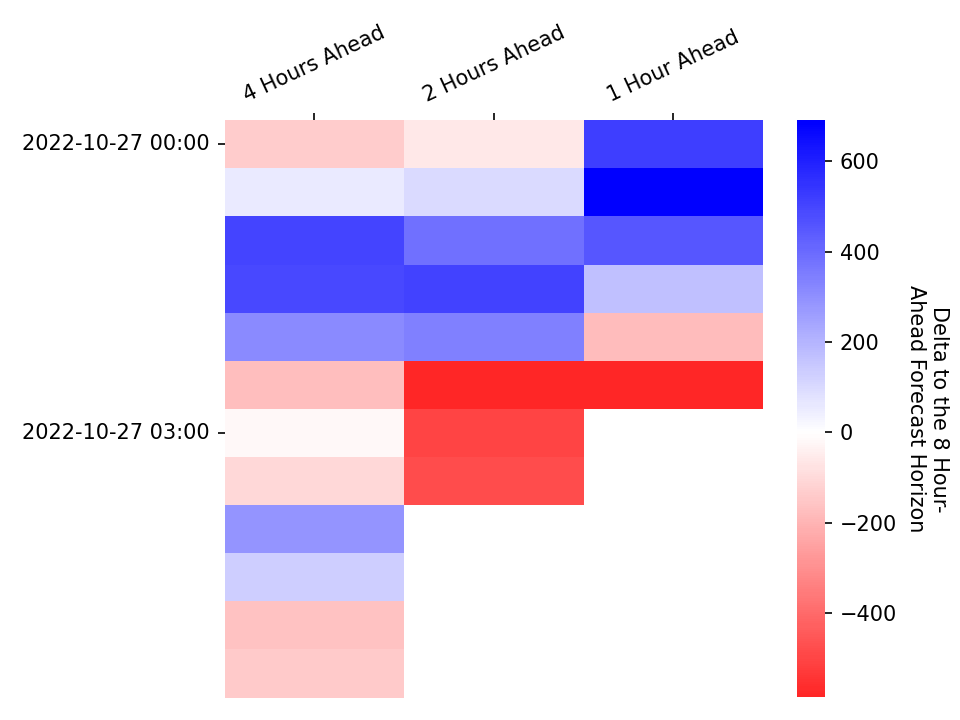 4 Hours Ahead
2 Hours Ahead
1 Hour Ahead
2022-10-27 00:00
2022-10-27 03:00
600
400
200
0
−200
−400
Delta to the 8 Hour-
Ahead Forecast Horizon